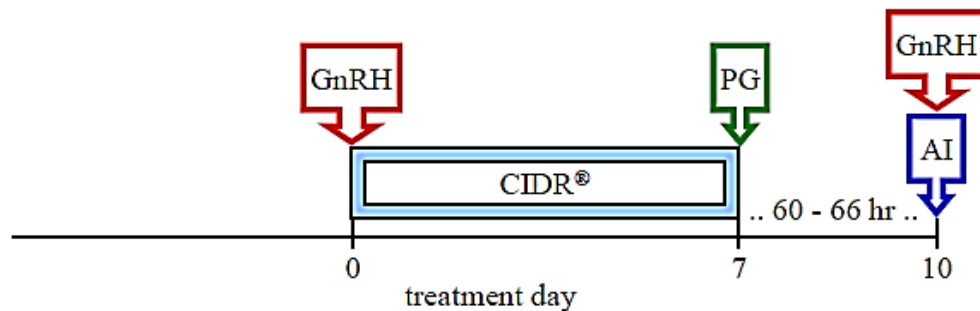 GnRH
GnRH
PG
AI
CIDR®
.. 60 - 66 hr ..
0
7
10
treatment day